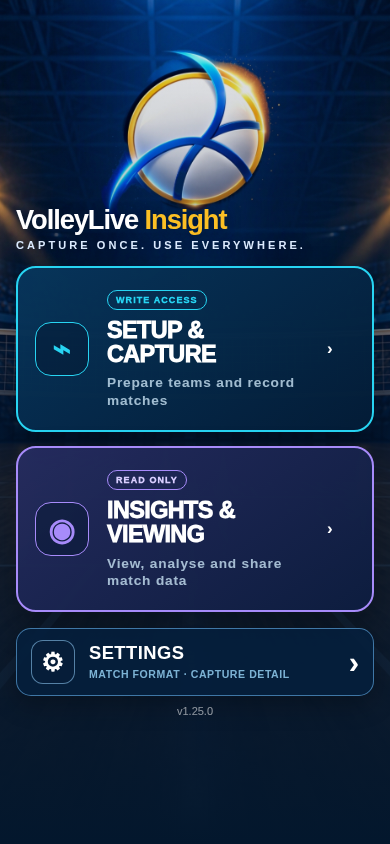 VolleyLive Insight
CAPTURE ONCE. USE EVERYWHERE.
WRITE ACCESS
SETUP &
CAPTURE
Prepare teams and record
matches
READ ONLY
INSIGHTS &
VIEWING
View, analyse and share
match data
SETTINGS
MATCH FORMAT · CAPTURE DETAIL
v1.25.0